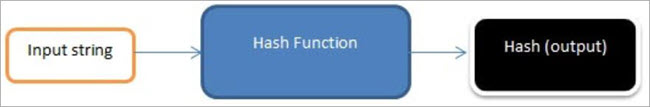 Input string
Hash Function
Hash (output)